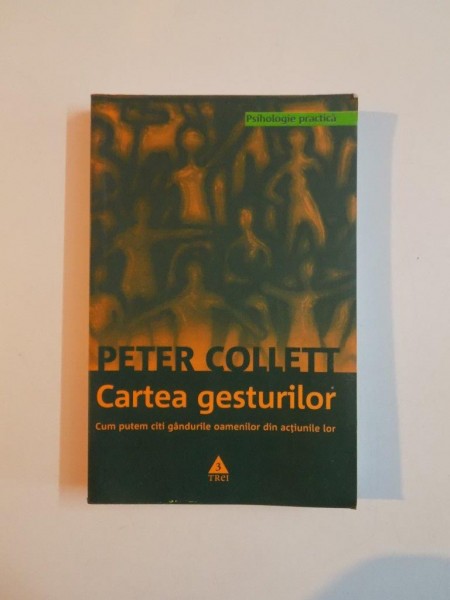 Psihologie practică
PETER COLLETT
Cartea gesturilor
Cum putem citi gândurile oamenilor din acțiunile lor
3
TREI